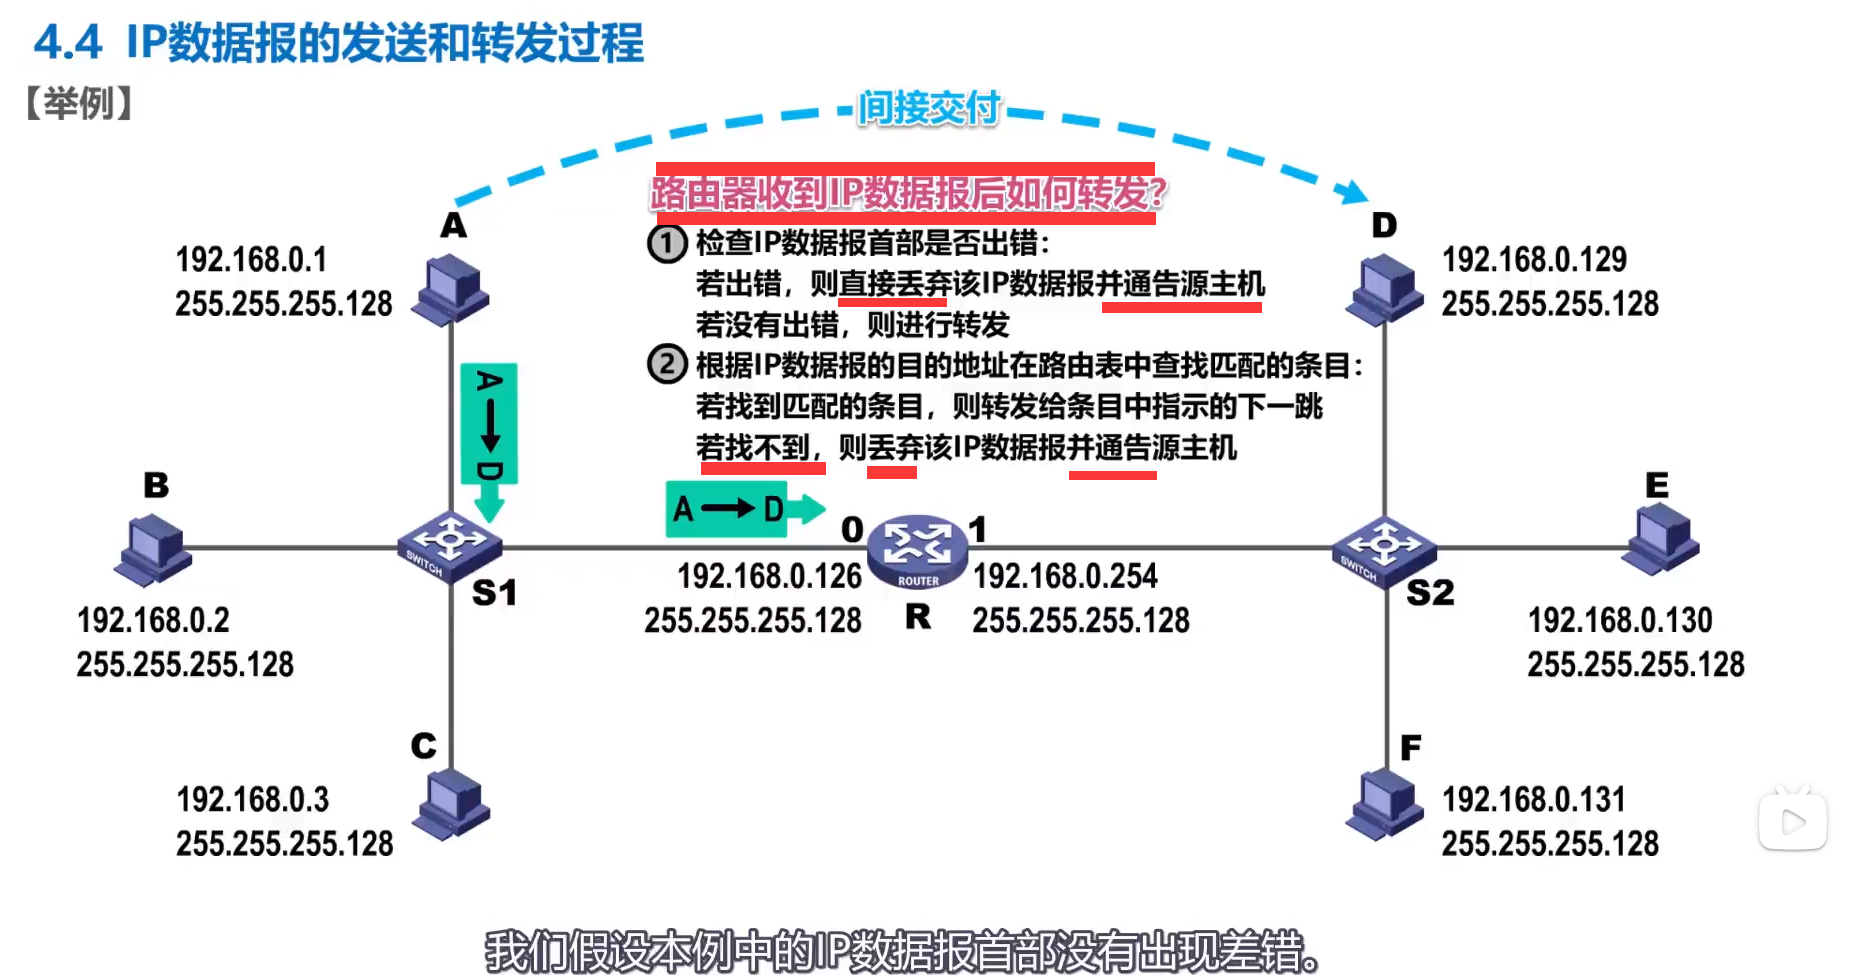 4.4 IP数据报的发送和转发过程
【举例】
间接交付
路由器收到IP数据报后如何转发?
① 检查IP数据报首部是否出错：
若出错，则直接丢弃该IP数据报并通告源主机
若没有出错，则进行转发
② 根据IP数据报的目的地址在路由表中查找匹配的条目：
若找到匹配的条目，则转发给条目中指示的下一跳
若找不到，则丢弃该IP数据报并通告源主机
A
192.168.0.1
255.255.255.128
D
192.168.0.129
255.255.255.128
A → D
B
192.168.0.2
255.255.255.128
SWITCH
S1
A → D
0
1
ROUTER
R
192.168.0.126
255.255.255.128
192.168.0.254
255.255.255.128
SWITCH
S2
E
192.168.0.130
255.255.255.128
C
192.168.0.3
255.255.255.128
F
192.168.0.131
255.255.255.128
我们假设本例中的IP数据报首部没有出现差错。